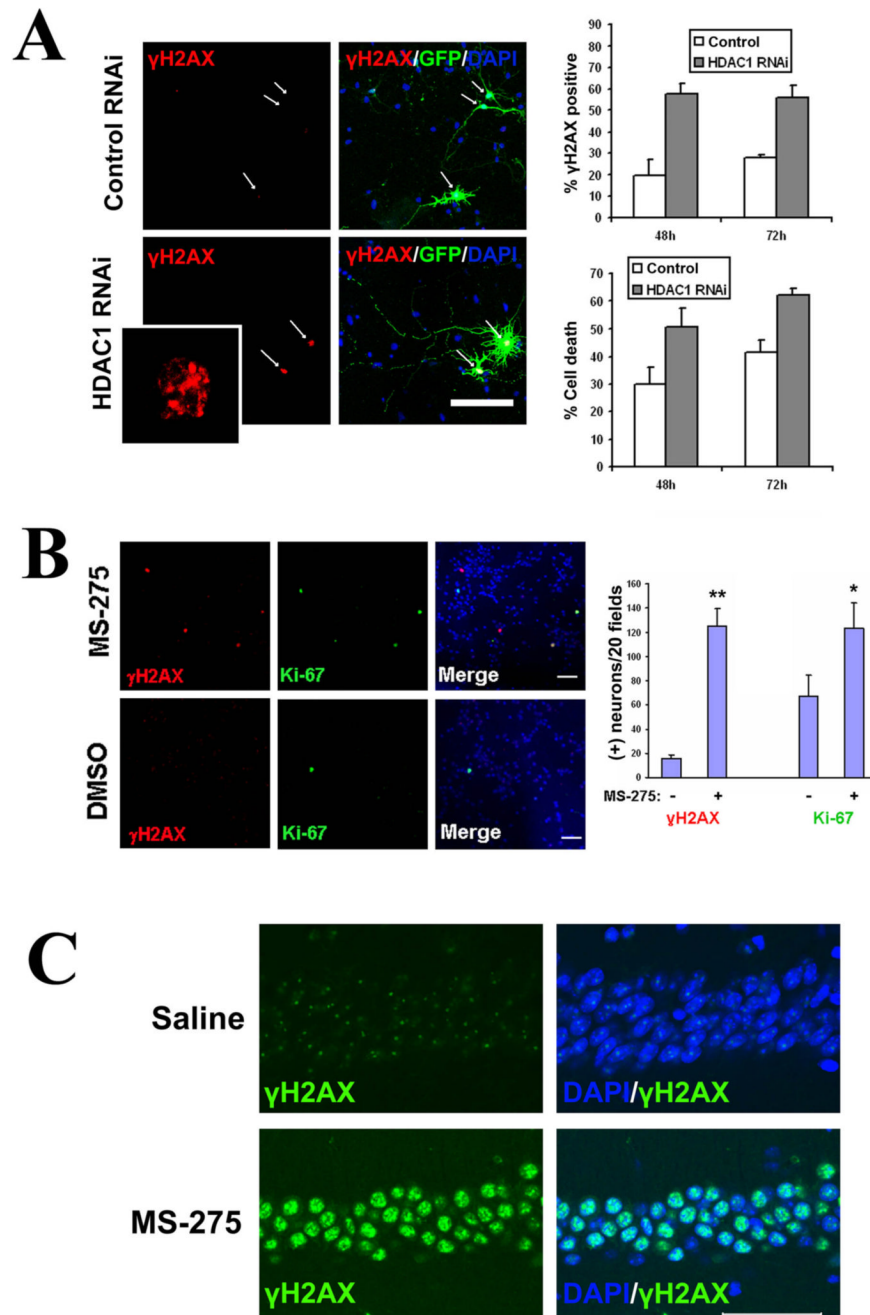 A
Control RNAi
γH2AX
γH2AX/GFP/DAPI
HDAC1 RNAi
γH2AX
γH2AX/GFP/DAPI
% γH2AX positive
90
80
70
60
50
40
30
20
10
0
Control
HDAC1 RNAi
48h
72h
% Cell death
70
60
50
40
30
20
10
0
Control
HDAC1 RNAi
48h
72h
B
MS-275
γH2AX
Ki-67
Merge
DMSO
γH2AX
Ki-67
Merge
(+) neurons/20 fields
160
140
120
100
80
60
40
20
0
**
*
MS-275: - + - +
γH2AX
Ki-67
C
Saline
γH2AX
DAPI/γH2AX
MS-275
γH2AX
DAPI/γH2AX